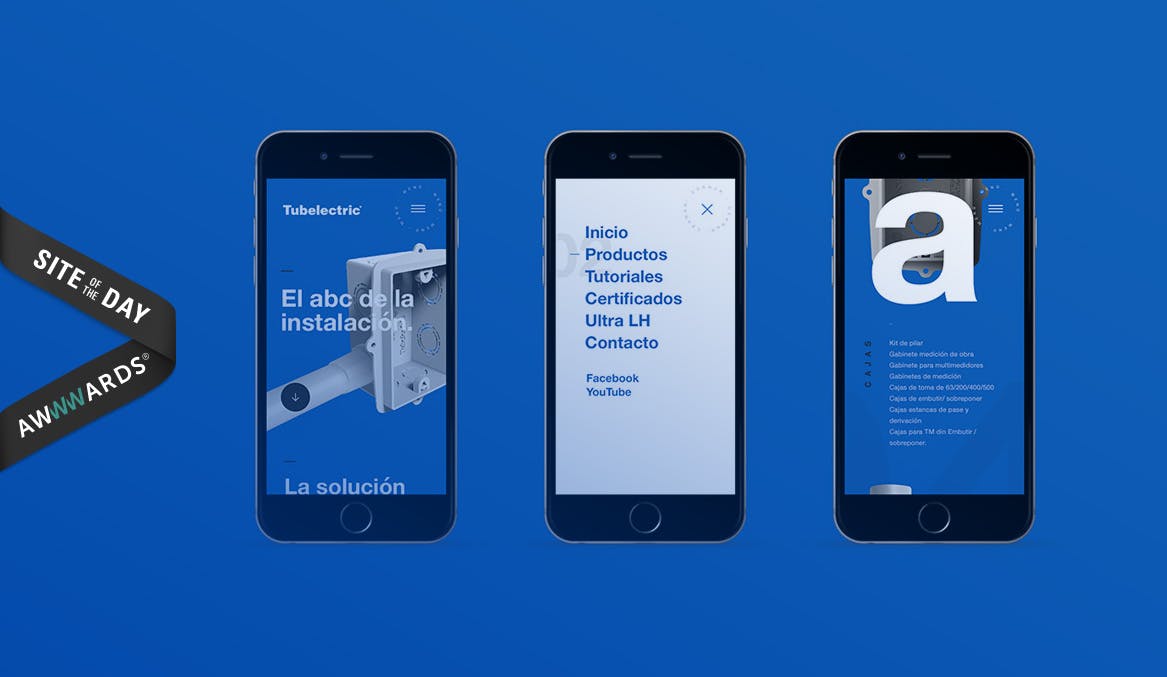 SITE OF THE DAY
AWWWARDS®
Tubelectric
El abc de la
instalación.
La solución
02
Inicio
Productos
Tutoriales
Certificados
Ultra LH
Contacto
Facebook
YouTube
a
CAJAS
Kit de pilar
Gabinete medición de obra
Gabinete para multimedidores
Gabinetes de medición
Cajas de toma de 63/200/400/500
Cajas de embutir/ sobreponer
Cajas estancas de pase y
derivación
Cajas para TM din Embutir /
sobreponer.